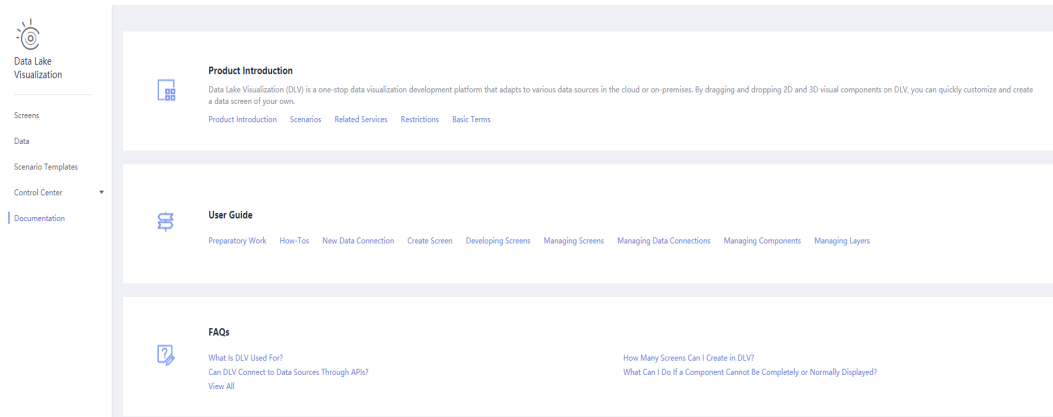 Data Lake
Visualization
Screens
Data
Scenario Templates
Control Center
Documentation
Product Introduction
Data Lake Visualization (DLV) is a one-stop data visualization development platform that adapts to various data sources in the cloud or on-premises. By dragging and dropping 2D and 3D visual components on DLV, you can quickly customize and create
a data screen of your own.
Product Introduction Scenarios Related Services Restrictions Basic Terms
User Guide
Preparatory Work How-Tos New Data Connection Create Screen Developing Screens Managing Screens Managing Data Connections Managing Components Managing Layers
FAQs
What Is DLV Used For? How Many Screens Can I Create in DLV?
Can DLV Connect to Data Sources Through APIs? What Can I Do If a Component Cannot Be Completely or Normally Displayed?
View All